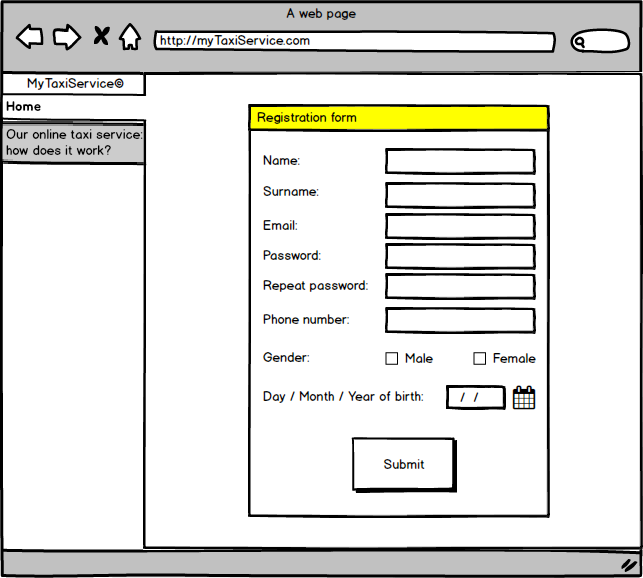 A web page
http://myTaxiService.com
MyTaxiService©
Home
Our online taxi service:
how does it work?
Registration form
Name:
Surname:
Email:
Password:
Repeat password:
Phone number:
Gender: Male Female
Day / Month / Year of birth: / /
Submit